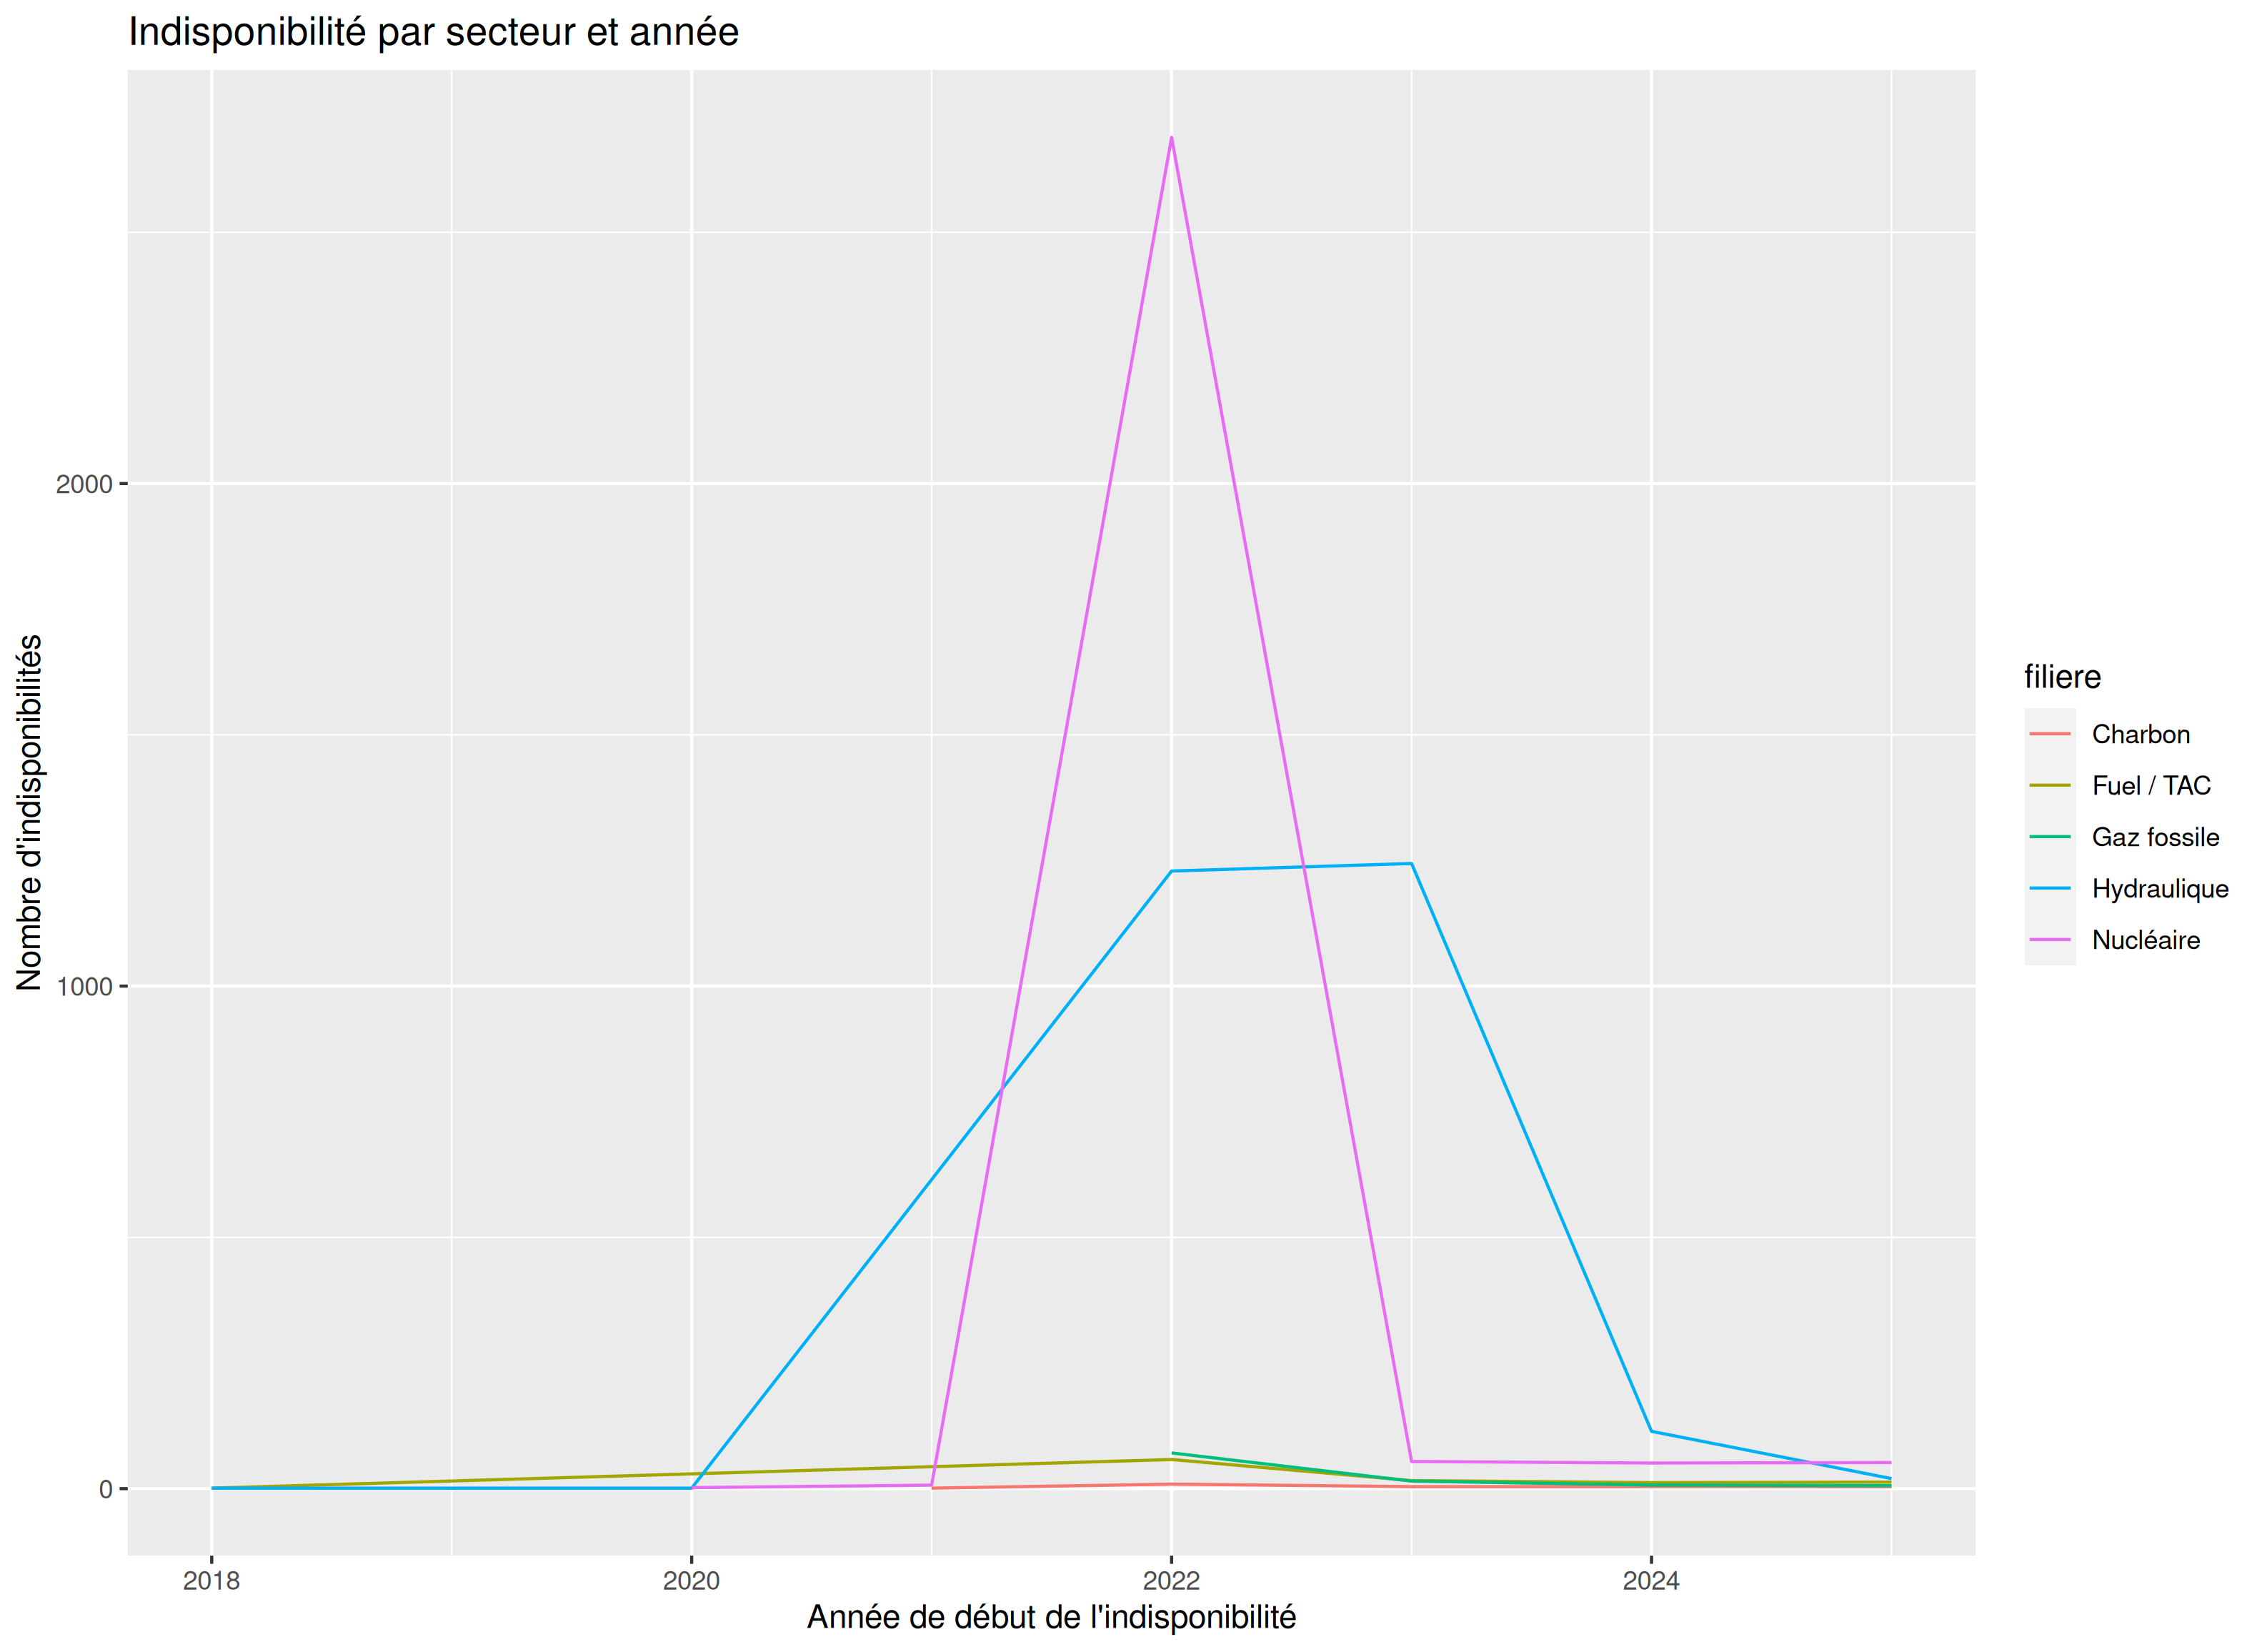 Indisponibilité par secteur et année
Nombre d'indisponibilités
2000
1000
0
2018
2020
2022
2024
Année de début de l'indisponibilité
filiere
Charbon
Fuel / TAC
Gaz fossile
Hydraulique
Nucléaire